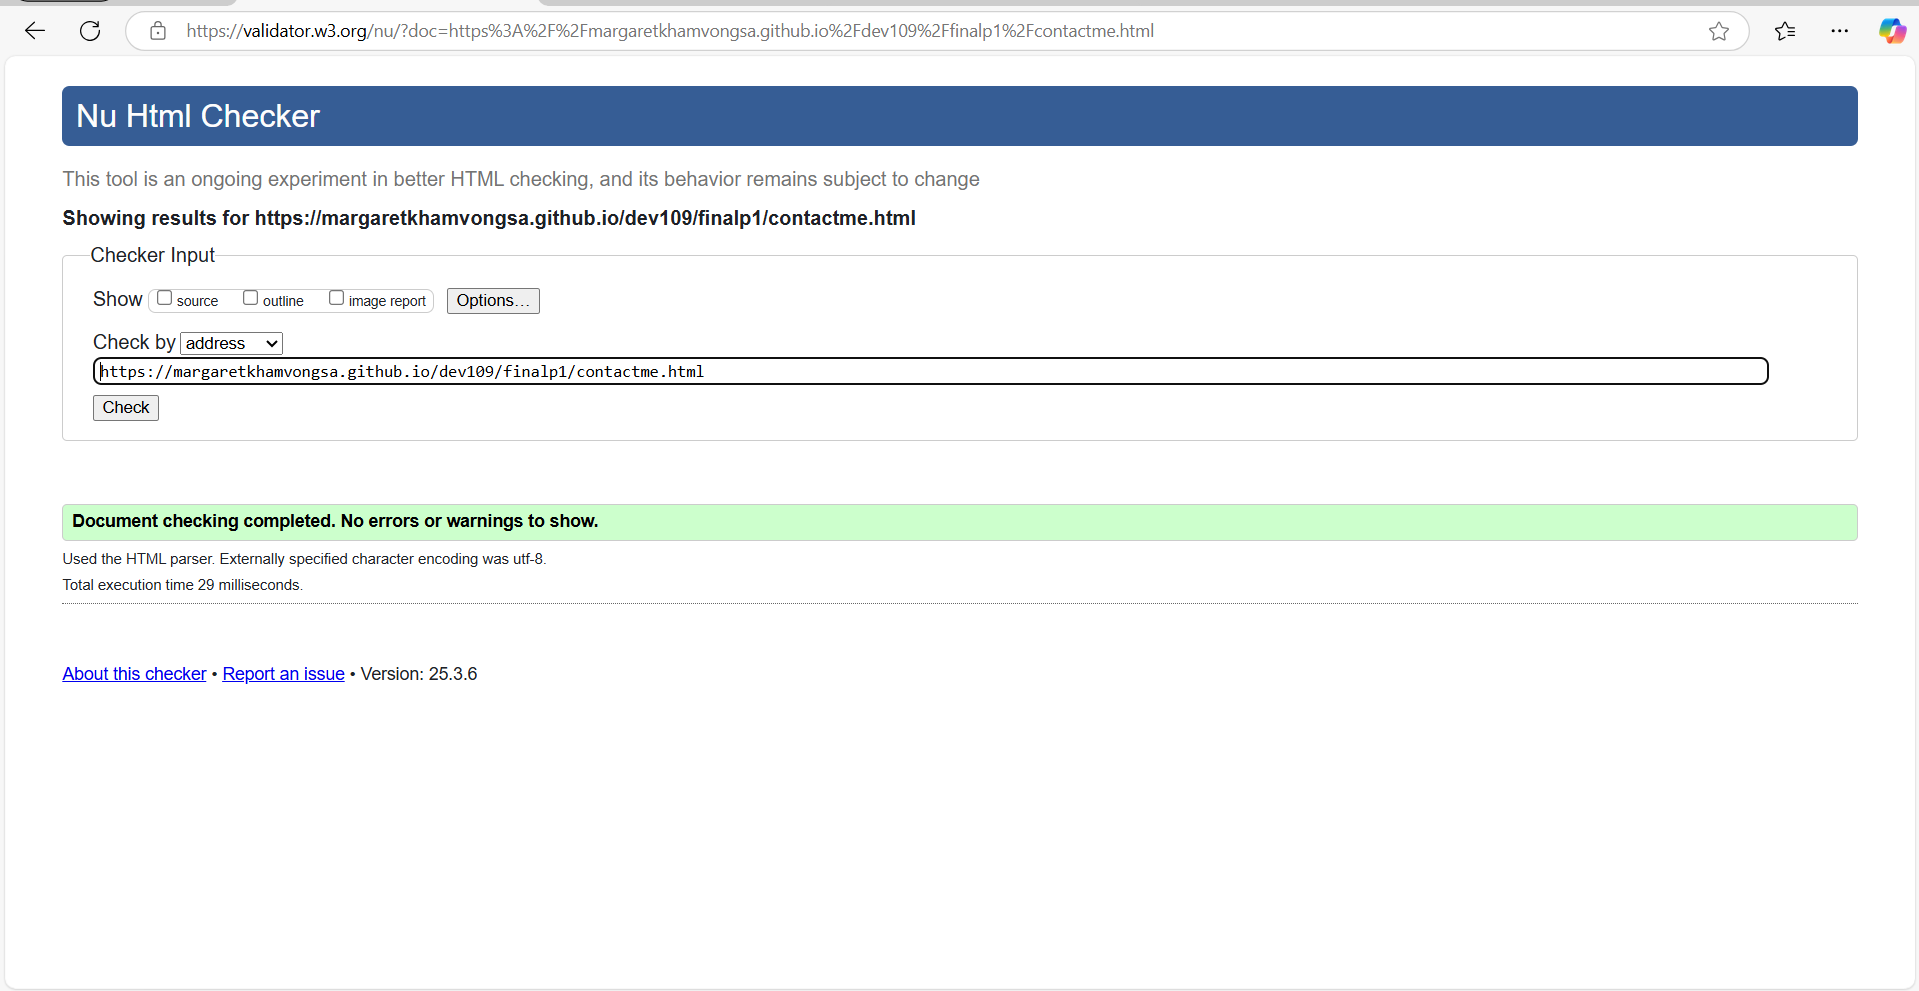 https://validator.w3.org/nu/?doc=https%3A%2F%2Fmargaretkhamvongsa.github.io%2Fdev109%2Ffinalp1%2Fcontactme.html
Nu Html Checker
This tool is an ongoing experiment in better HTML checking, and its behavior remains subject to change
Showing results for https://margaretkhamvongsa.github.io/dev109/finalp1/contactme.html
Checker Input
Show source outline image report Options...
Check by address
https://margaretkhamvongsa.github.io/dev109/finalp1/contactme.html
Check
Document checking completed. No errors or warnings to show.
Used the HTML parser. Externally specified character encoding was utf-8.
Total execution time 29 milliseconds.
About this checker • Report an issue • Version: 25.3.6